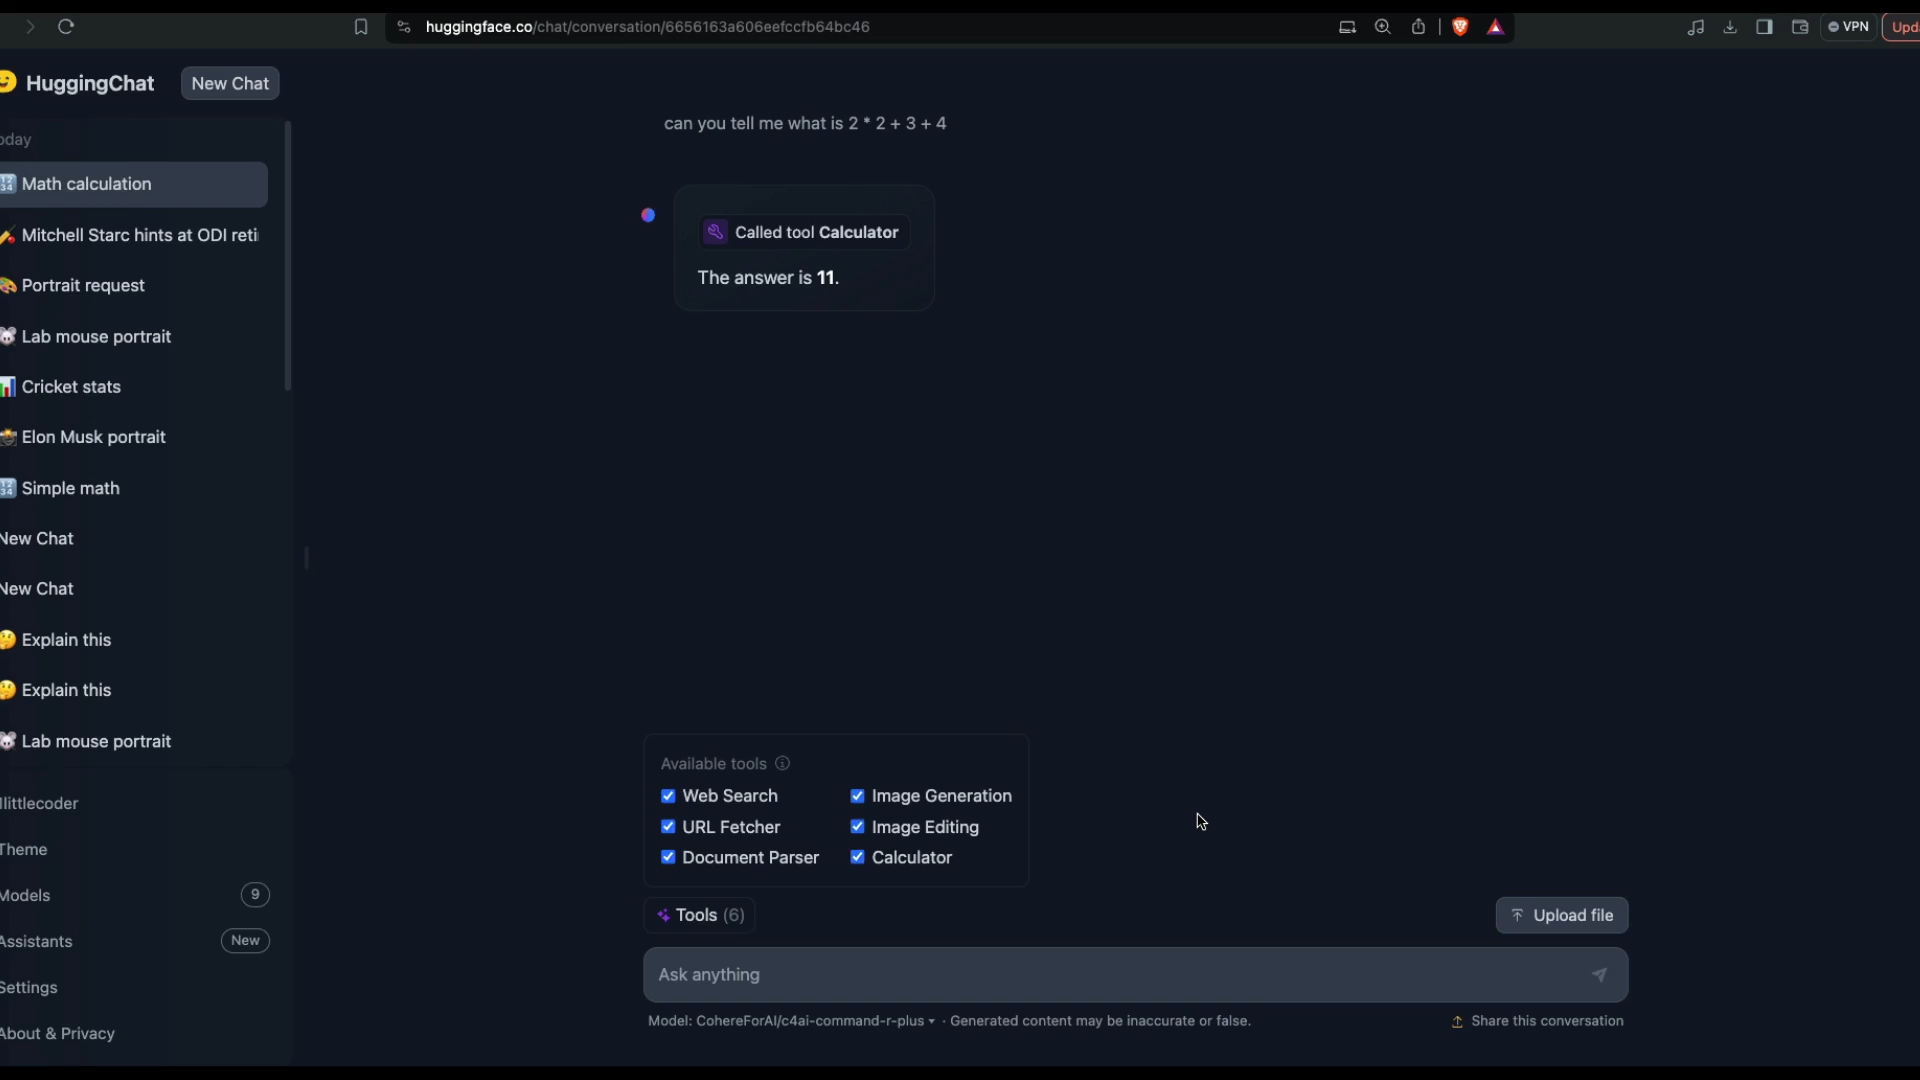 huggingface.co/chat/conversation/6656163a606eefccfb64bc46
VPN
Upda
HuggingChat
New Chat
oday
Math calculation
Mitchell Starc hints at ODI reti
Portrait request
Lab mouse portrait
Cricket stats
Elon Musk portrait
Simple math
New Chat
New Chat
Explain this
Explain this
Lab mouse portrait
llittlecoder
Theme
Models
9
Assistants
New
Settings
About & Privacy
can you tell me what is 2 * 2 + 3 + 4
Called tool Calculator
The answer is 11.
Available tools
Web Search
Image Generation
URL Fetcher
Image Editing
Document Parser
Calculator
Tools (6)
Upload file
Ask anything
Model: CohereForAI/c4ai-command-r-plus · Generated content may be inaccurate or false.
Share this conversation